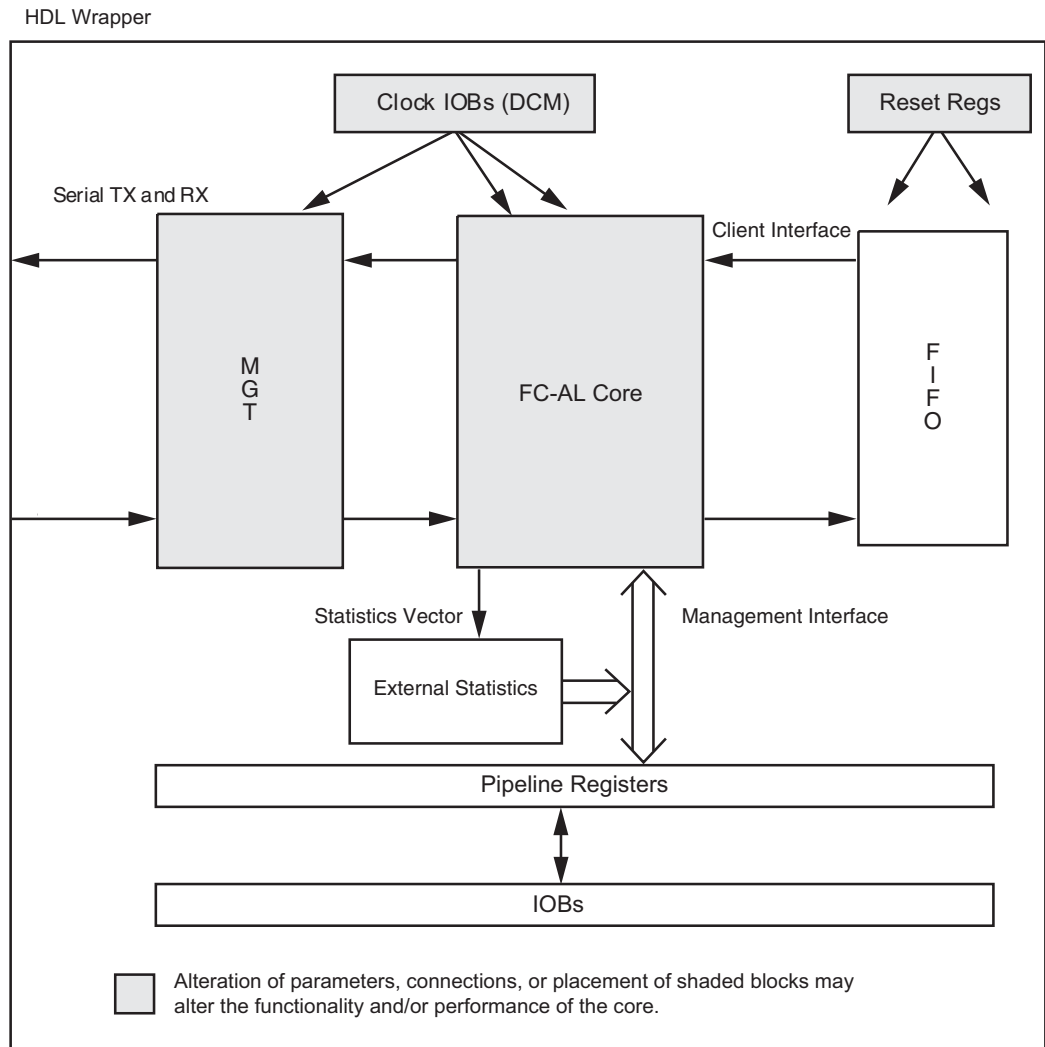 HDL Wrapper
Clock IOBs (DCM)
Reset Regs
Serial TX and RX
Client Interface
M
G
T
FC-AL Core
F
I
F
O
Statistics Vector
Management Interface
External Statistics
Pipeline Registers
IOBs
Alteration of parameters, connections, or placement of shaded blocks may
alter the functionality and/or performance of the core.